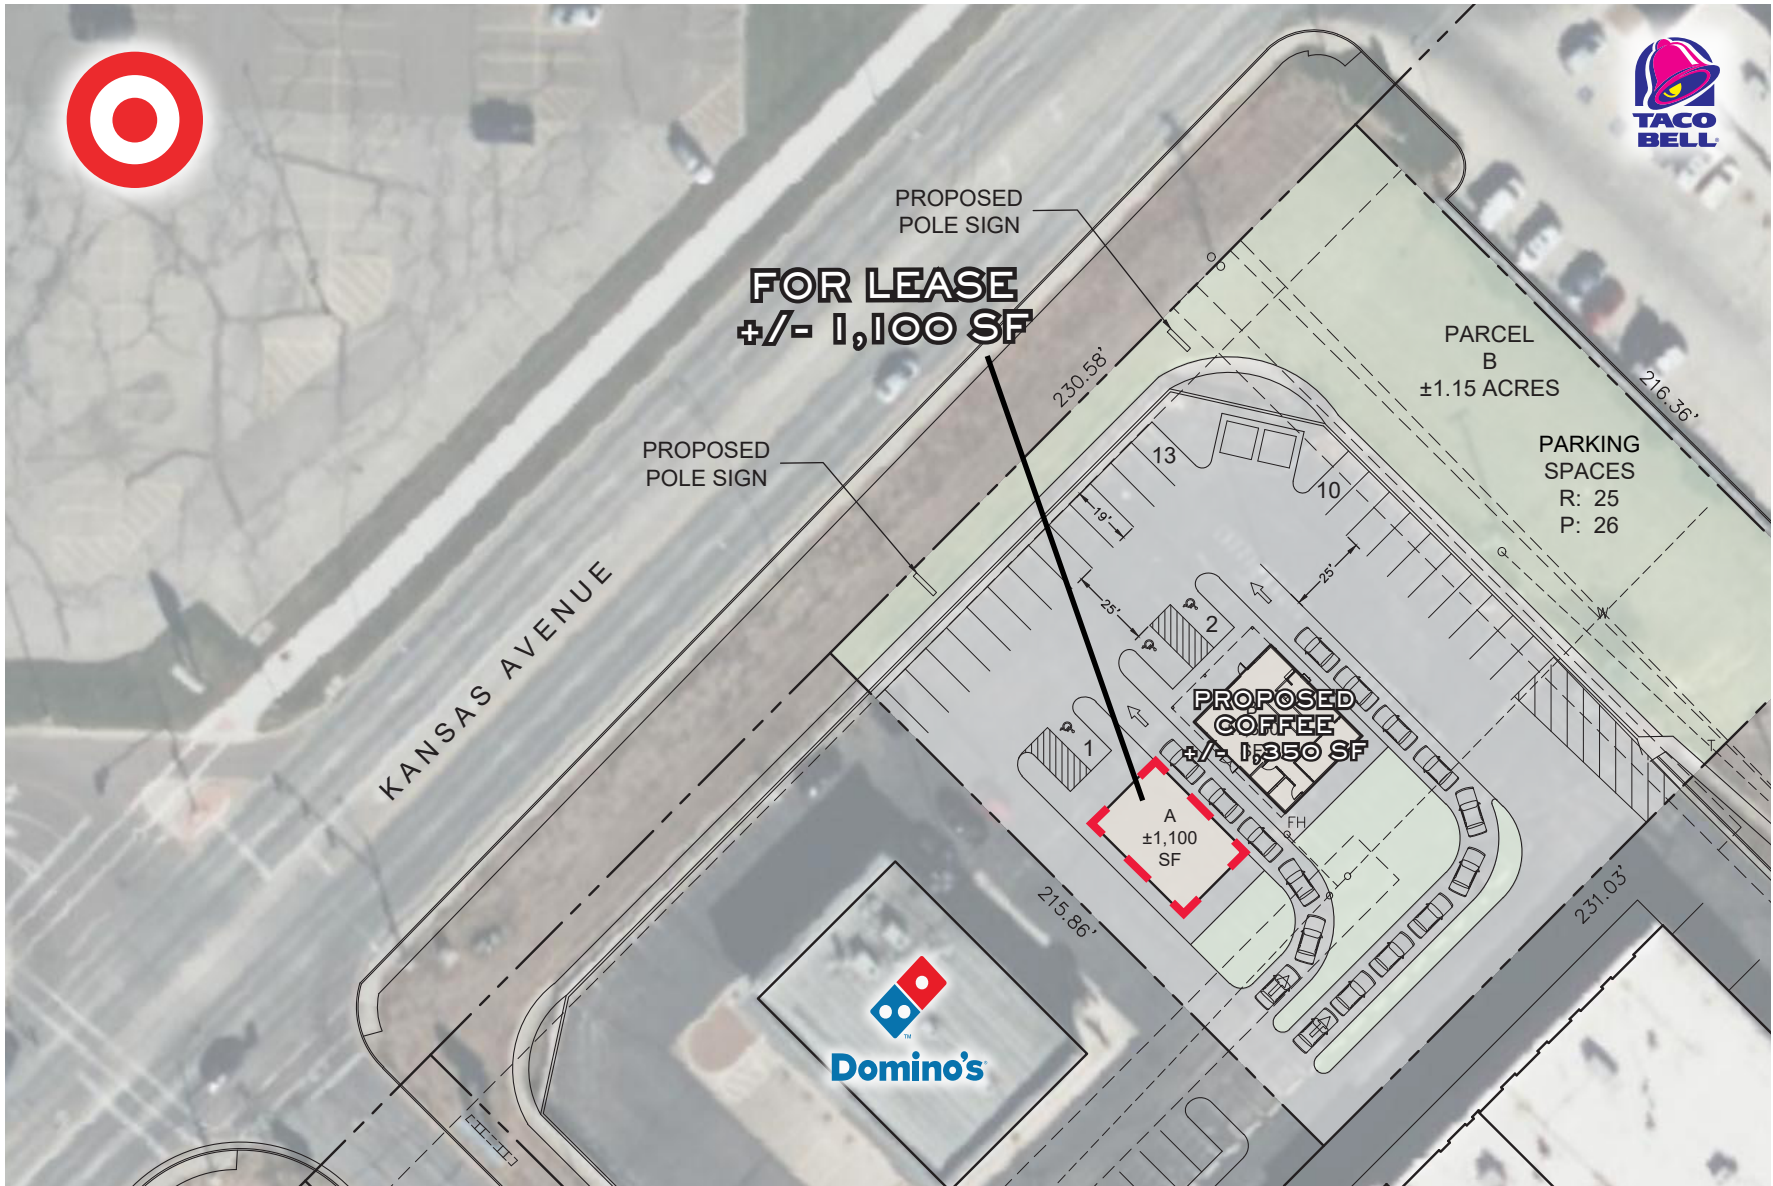 TACO
BELL
PROPOSED
POLE SIGN
FOR LEASE
+/- 1,100 SF
230.58'
PARCEL
B
±1.15 ACRES
216.36'
PARKING
SPACES
R: 25
P: 26
PROPOSED
POLE SIGN
13
10
19'
25'
25'
KANSAS AVENUE
2
1
PROPOSED
COFFEE
+/- 1,350 SF
A
±1,100
SF
FH
W
T
215.86'
231.03'
Domino's
TM